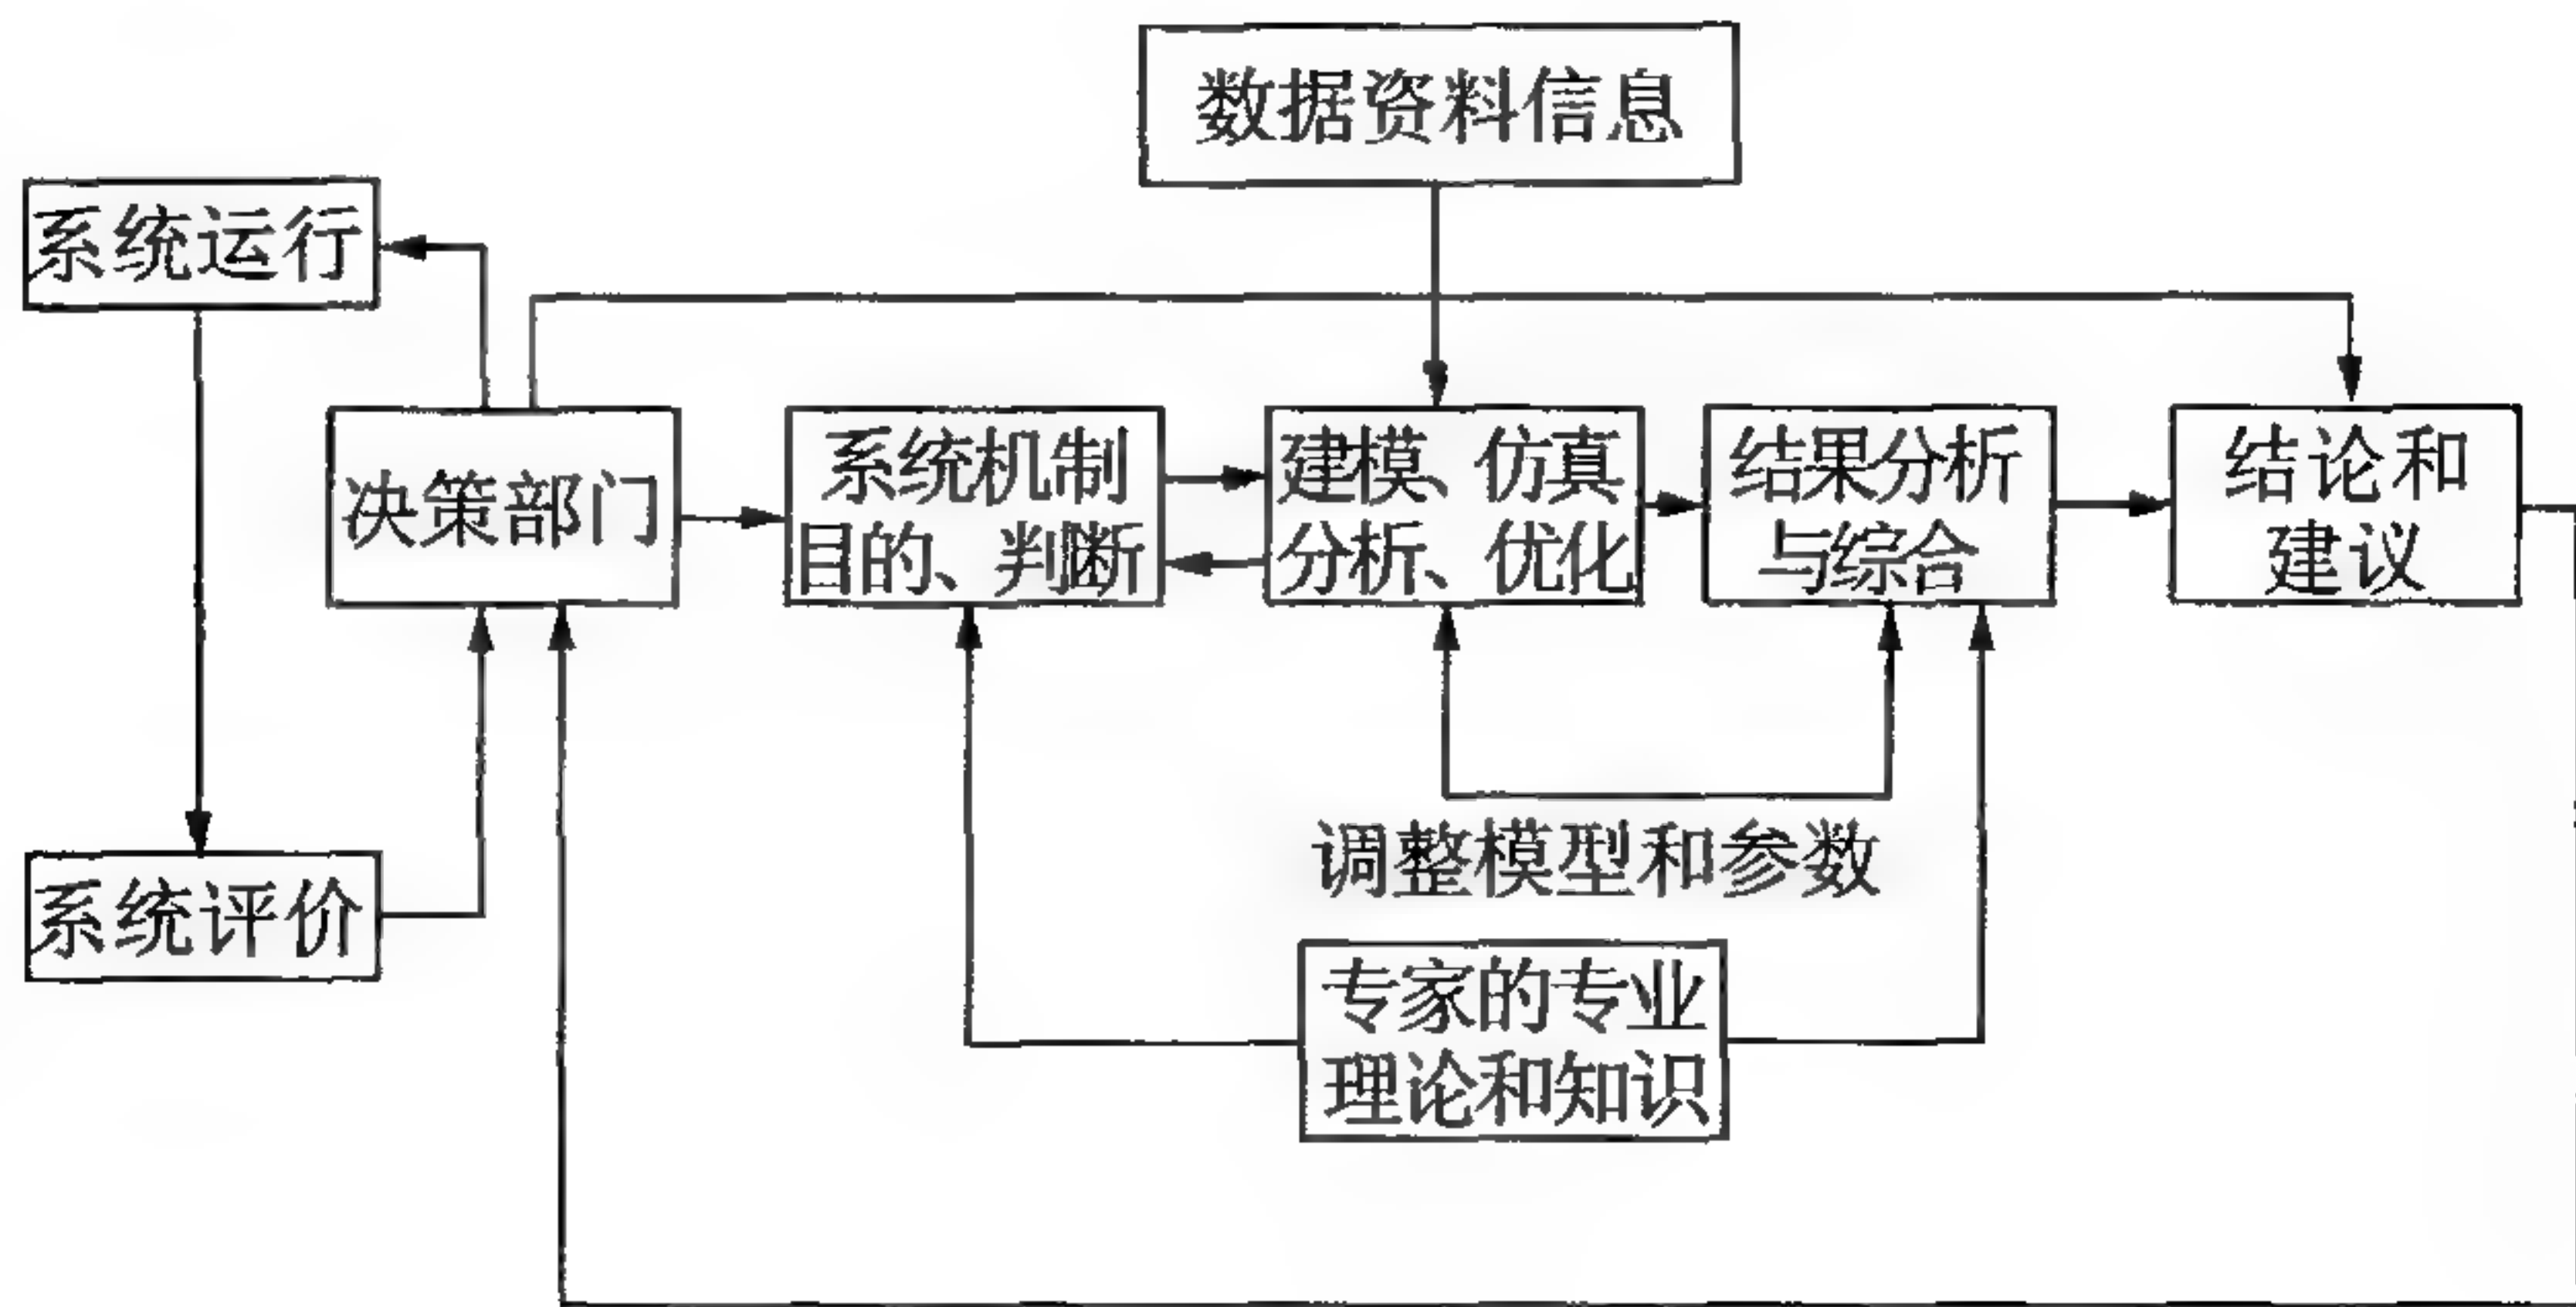 数据资料信息
系统运行
决策部门
系统机制
目的、判断
建模、仿真
分析、优化
结果分析
与综合
结论和
建议
调整模型和参数
系统评价
专家的专业
理论和知识